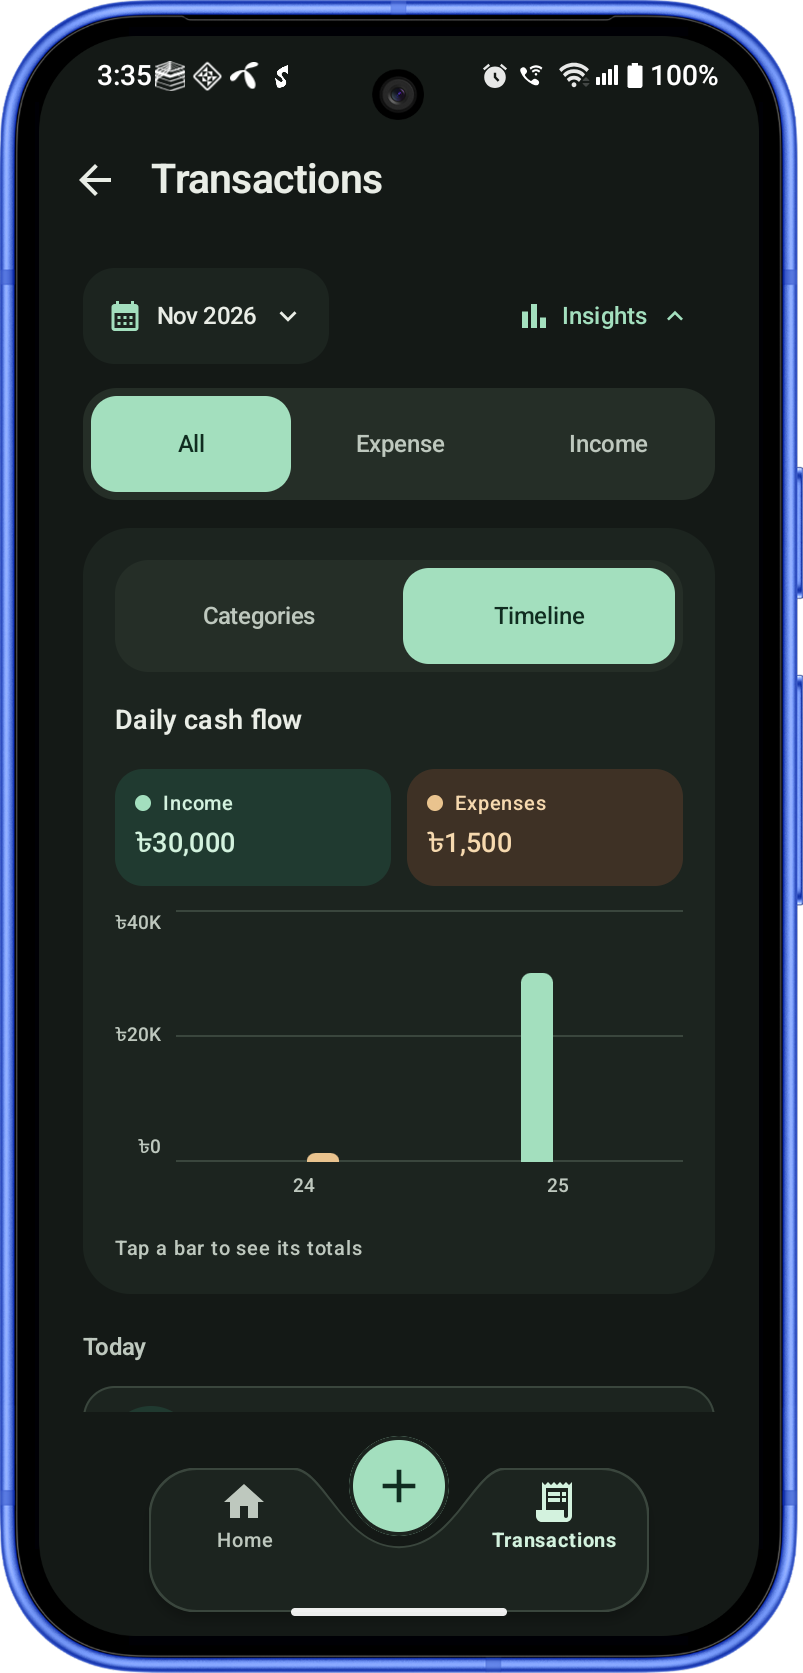 3:35
100%
Transactions
Nov 2026
Insights
All Expense Income
Categories Timeline
Daily cash flow
Income
৳30,000
Expenses
৳1,500
৳40K
৳20K
৳0
24 25
Tap a bar to see its totals
Today
Home
Transactions